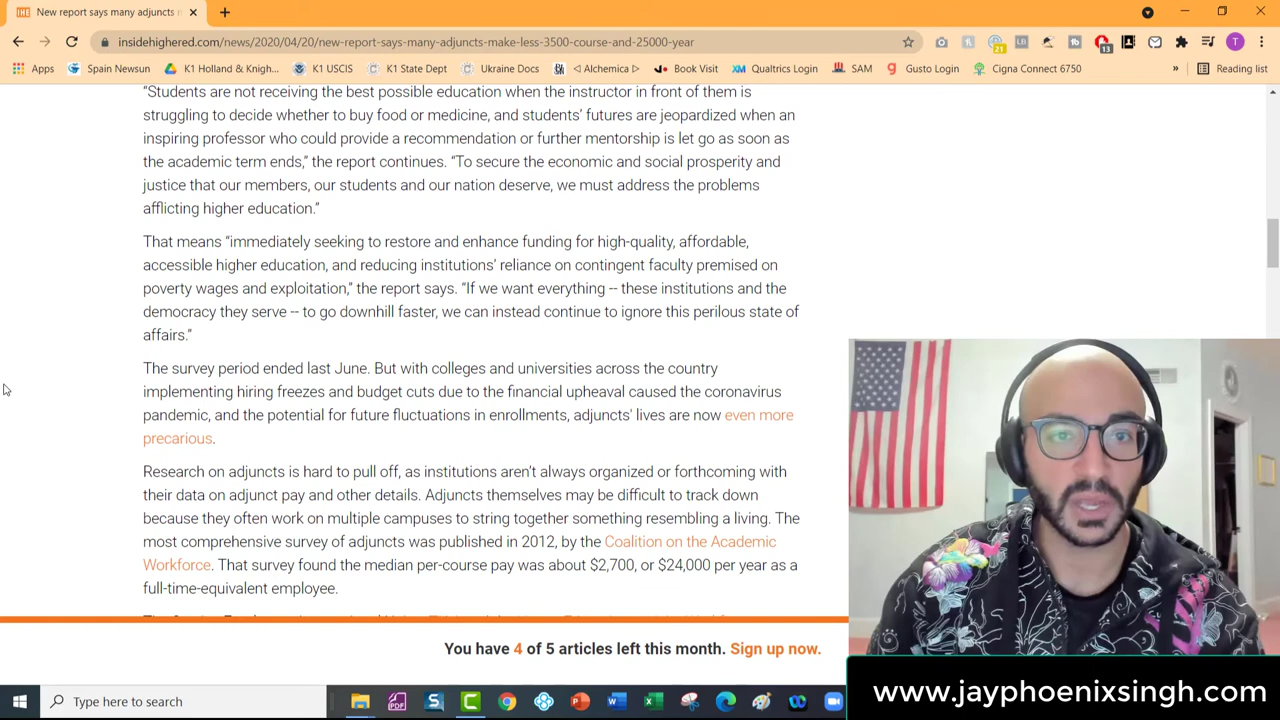 New report says many adjuncts
insidehighered.com/news/2020/04/20/new-report-says-many-adjuncts-make-less-3500-course-and-25000-year
21
LB
13
T
Apps
Spain Newsun
K1 Holland & Knigh...
K1 USCIS
K1 State Dept
Ukraine Docs
◁ Alchemica ▷
Book Visit
XM Qualtrics Login
SAM
Gusto Login
Cigna Connect 6750
»
Reading list
“Students are not receiving the best possible education when the instructor in front of them is
struggling to decide whether to buy food or medicine, and students’ futures are jeopardized when an
inspiring professor who could provide a recommendation or further mentorship is let go as soon as
the academic term ends,” the report continues. “To secure the economic and social prosperity and
justice that our members, our students and our nation deserve, we must address the problems
afflicting higher education.”
That means “immediately seeking to restore and enhance funding for high-quality, affordable,
accessible higher education, and reducing institutions’ reliance on contingent faculty premised on
poverty wages and exploitation,” the report says. “If we want everything -- these institutions and the
democracy they serve -- to go downhill faster, we can instead continue to ignore this perilous state of
affairs.”
The survey period ended last June. But with colleges and universities across the country
implementing hiring freezes and budget cuts due to the financial upheaval caused the coronavirus
pandemic, and the potential for future fluctuations in enrollments, adjuncts' lives are now even more
precarious.
Research on adjuncts is hard to pull off, as institutions aren’t always organized or forthcoming with
their data on adjunct pay and other details. Adjuncts themselves may be difficult to track down
because they often work on multiple campuses to string together something resembling a living. The
most comprehensive survey of adjuncts was published in 2012, by the Coalition on the Academic
Workforce. That survey found the median per-course pay was about $2,700, or $24,000 per year as a
full-time-equivalent employee.
You have 4 of 5 articles left this month. Sign up now.
Type here to search
www.jayphoenixsingh.com